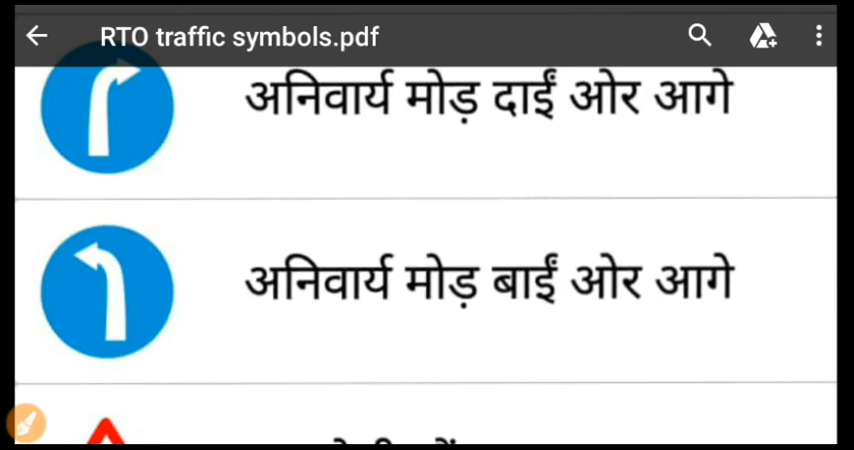 RTO traffic symbols.pdf
अनिवार्य मोड़ दाईं ओर आगे
अनिवार्य मोड़ बाईं ओर आगे